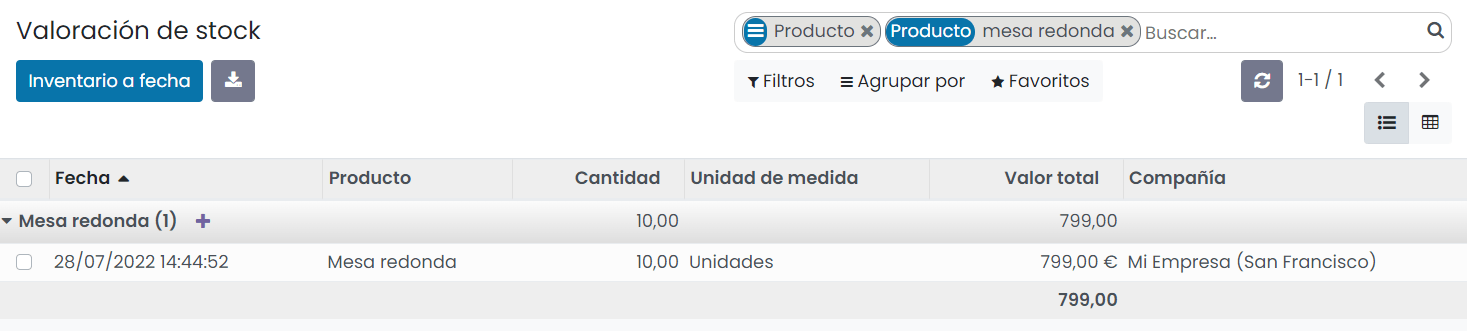 Valoración de stock
Producto Producto mesa redonda Buscar...
Inventario a fecha
Filtros Agrupar por Favoritos 1-1 / 1
Fecha Producto Cantidad Unidad de medida Valor total Compañía
Mesa redonda (1) 10,00 799,00
28/07/2022 14:44:52 Mesa redonda 10,00 Unidades 799,00 € Mi Empresa (San Francisco)
799,00